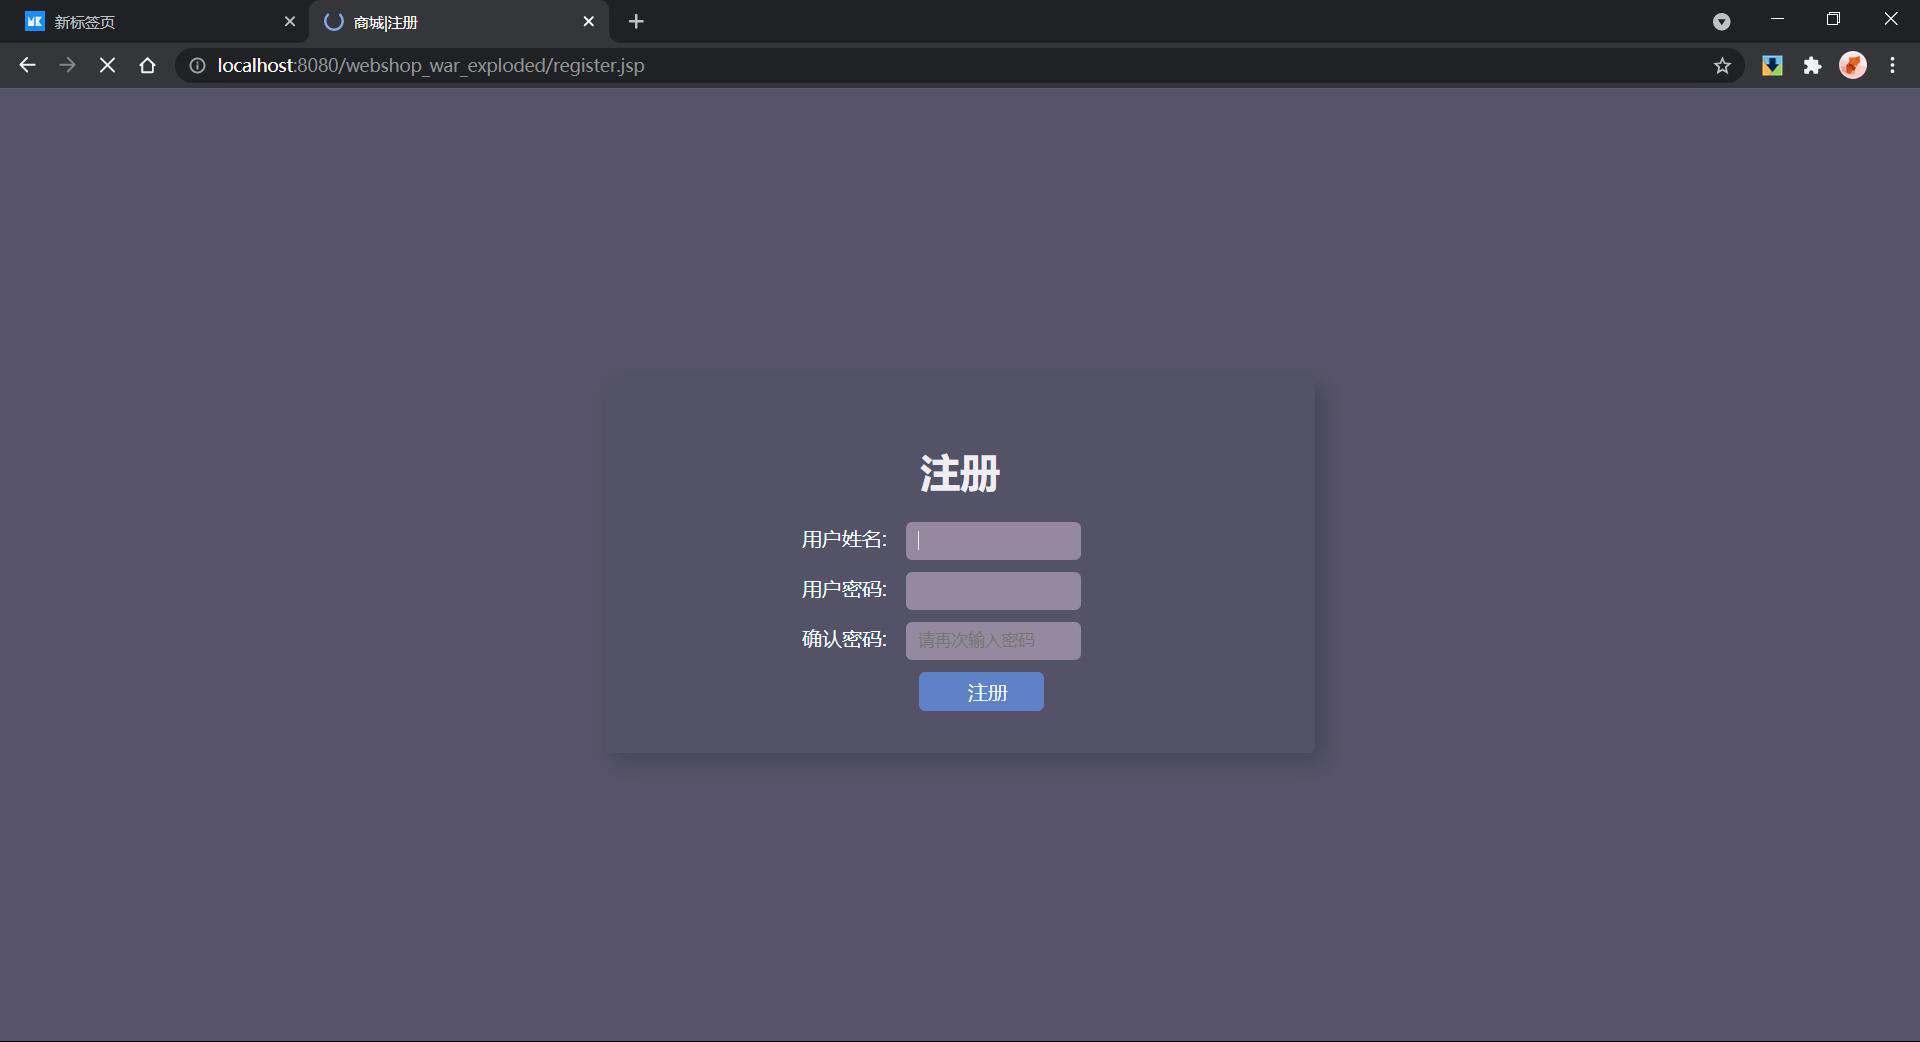 新标签页
商城|注册
localhost:8080/webshop_war_exploded/register.jsp
注册
用户姓名:
用户密码:
确认密码: 请再次输入密码
注册